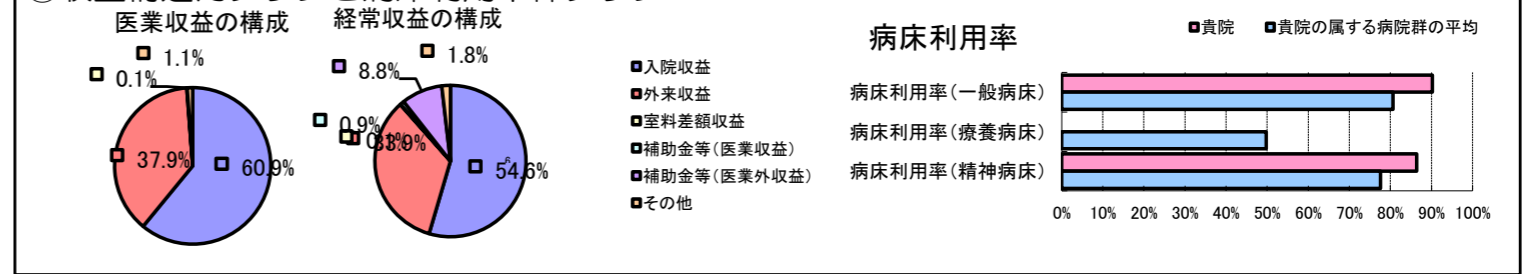 医業収益の構成
1.1%
0.1%
37.9%
60.9%
経常収益の構成
1.8%
8.8%
0.9%
33.9%
54.6%
入院収益
外来収益
室料差額収益
補助金等(医業収益)
補助金等(医業外収益)
その他
病床利用率
貴院
貴院の属する病院群の平均
病床利用率(一般病床)
病床利用率(療養病床)
病床利用率(精神病床)
0% 10% 20% 30% 40% 50% 60% 70% 80% 90% 100%